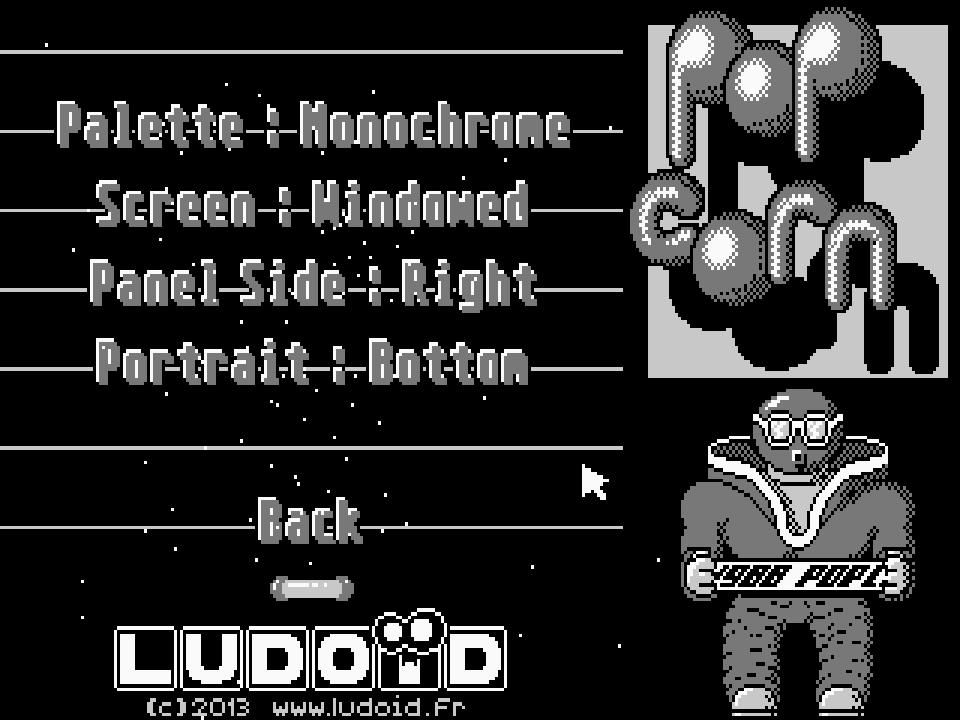 Pop
corn
Palette : Monochrome
Screen : Windowed
Panel Side : Right
Portrait : Bottom
Back
LUDOID
(c)2013 www.ludoid.fr